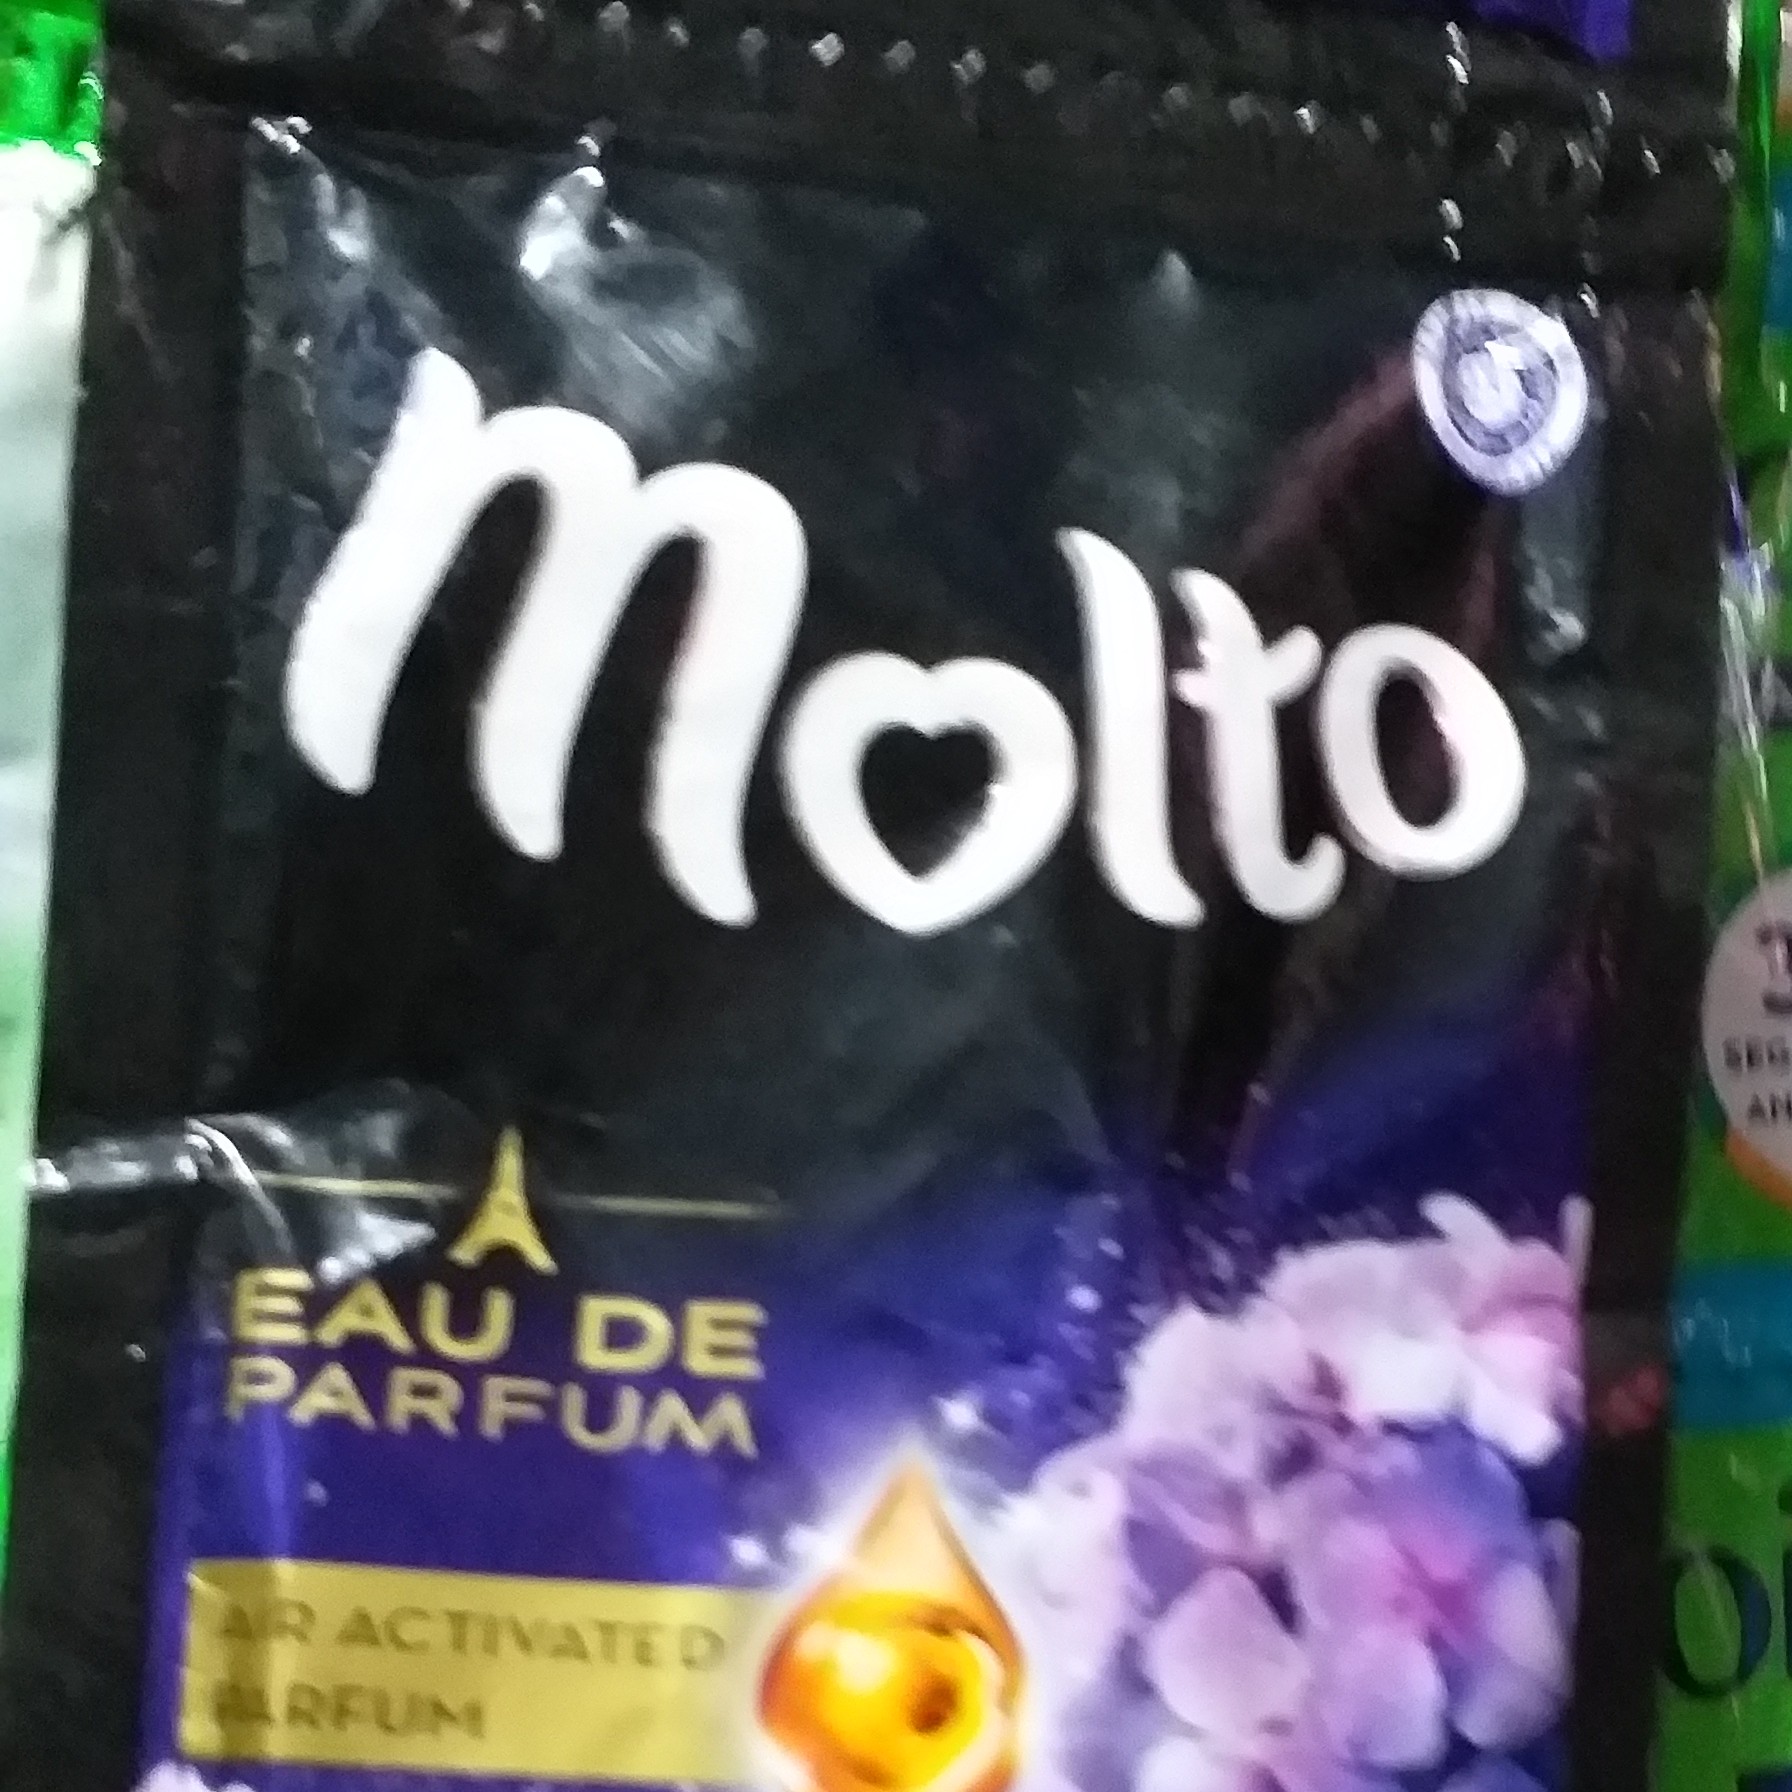 molto
EAU DE
PARFUM
AIR ACTIVATED
PARFUM